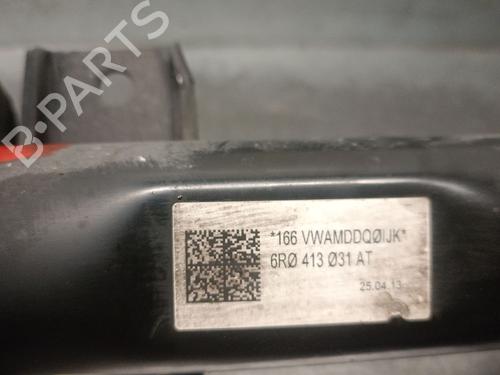 B·PARTS
*166 VWAMDDQØIJK*
6RØ 413 Ø31 AT
25.04.13